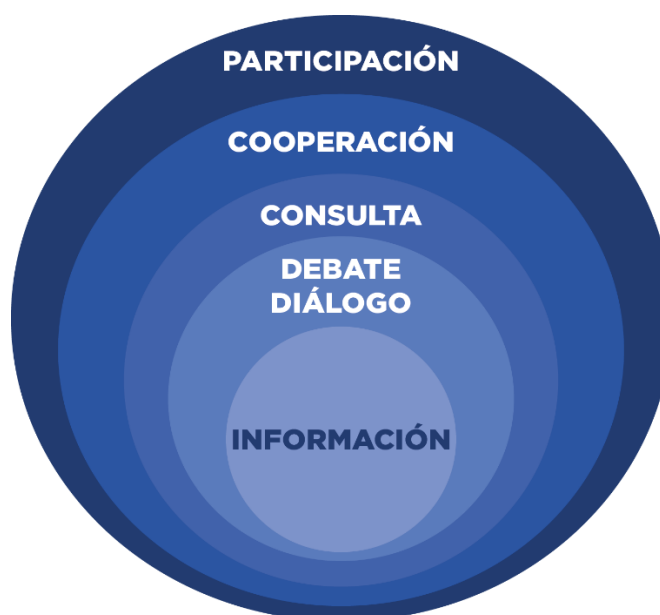 PARTICIPACIÓN
COOPERACIÓN
CONSULTA
DEBATE
DIÁLOGO
INFORMACIÓN